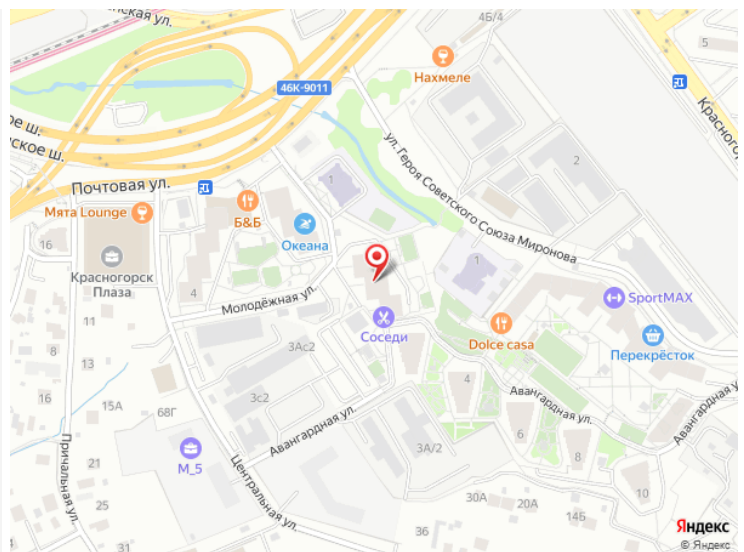 нская ул.
4Б/4
Нахмеле
5
46К-9011
Красногор
ое ш.
нское ш.
ул. Героя Советского Союза Миронова
2
Почтовая ул.
1
Мята Lounge
Б&Б
Океана
16
Красногорск
Плаза
4
Молодёжная ул.
1
SportMAX
11
Соседи
Dolce casa
Перекрёсток
8
13
3Ас2
16
15А
3с2
68Г
4
Авангардная ул.
Авангардная ул.
Авангардная у
6
3А/2
8
Причальная ул.
21
М_5
Центральная ул.
25
31
30А
20А
14Б
10
36
26
Яндекс
© Яндекс